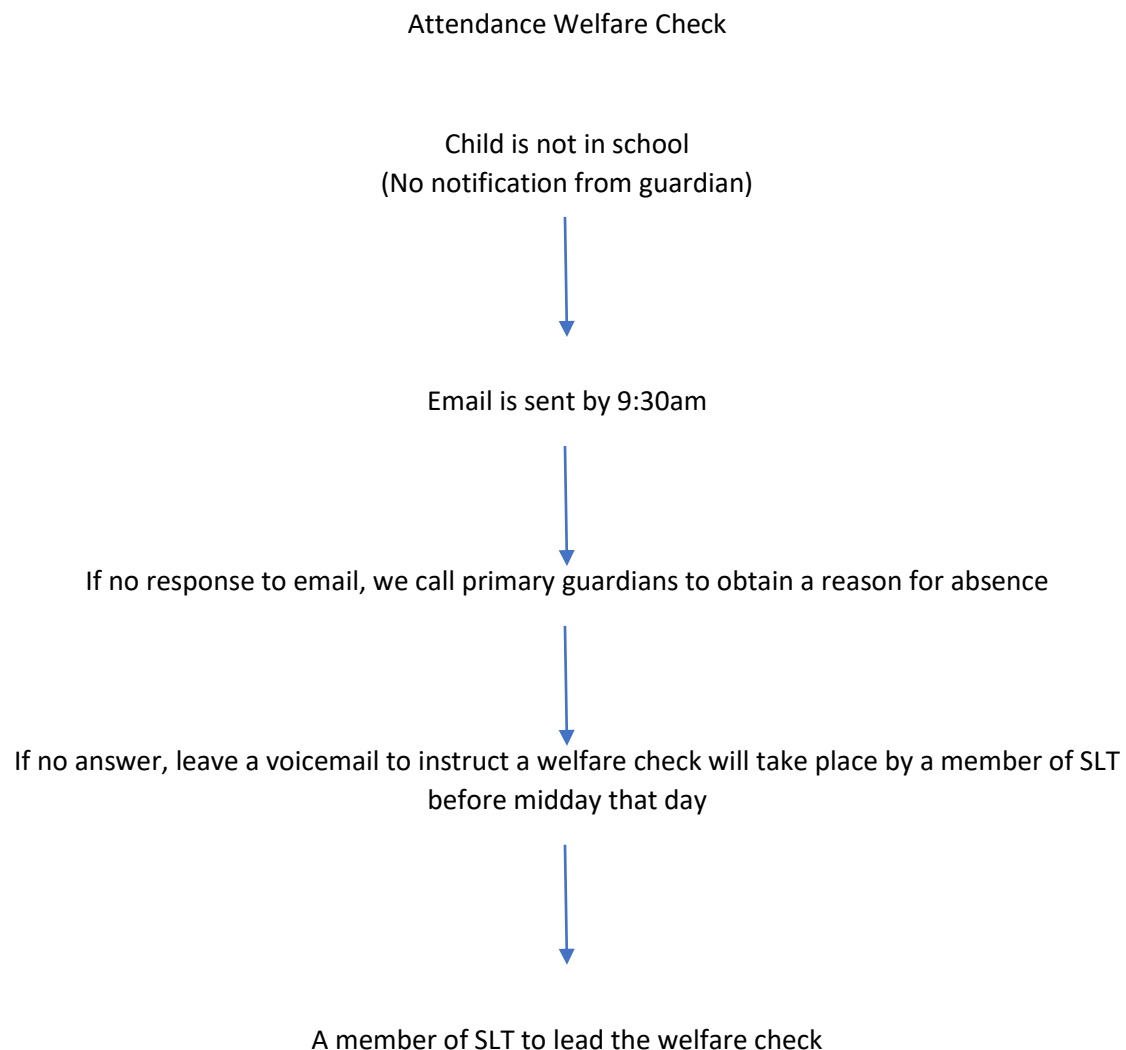 Attendance Welfare Check
Child is not in school
(No notification from guardian)
Email is sent by 9:30am
If no response to email, we call primary guardians to obtain a reason for absence
If no answer, leave a voicemail to instruct a welfare check will take place by a member of SLT
before midday that day
A member of SLT to lead the welfare check